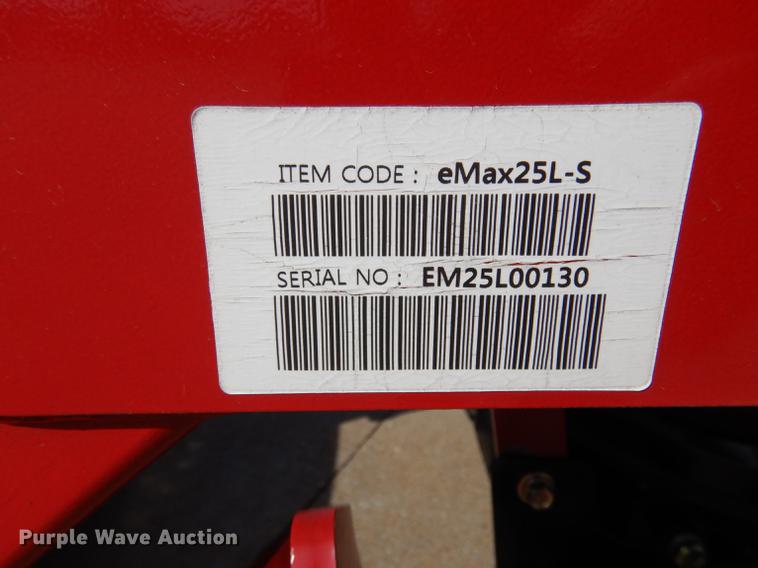 ITEM CODE : eMax25L-S
SERIAL NO : EM25L00130
Purple Wave Auction